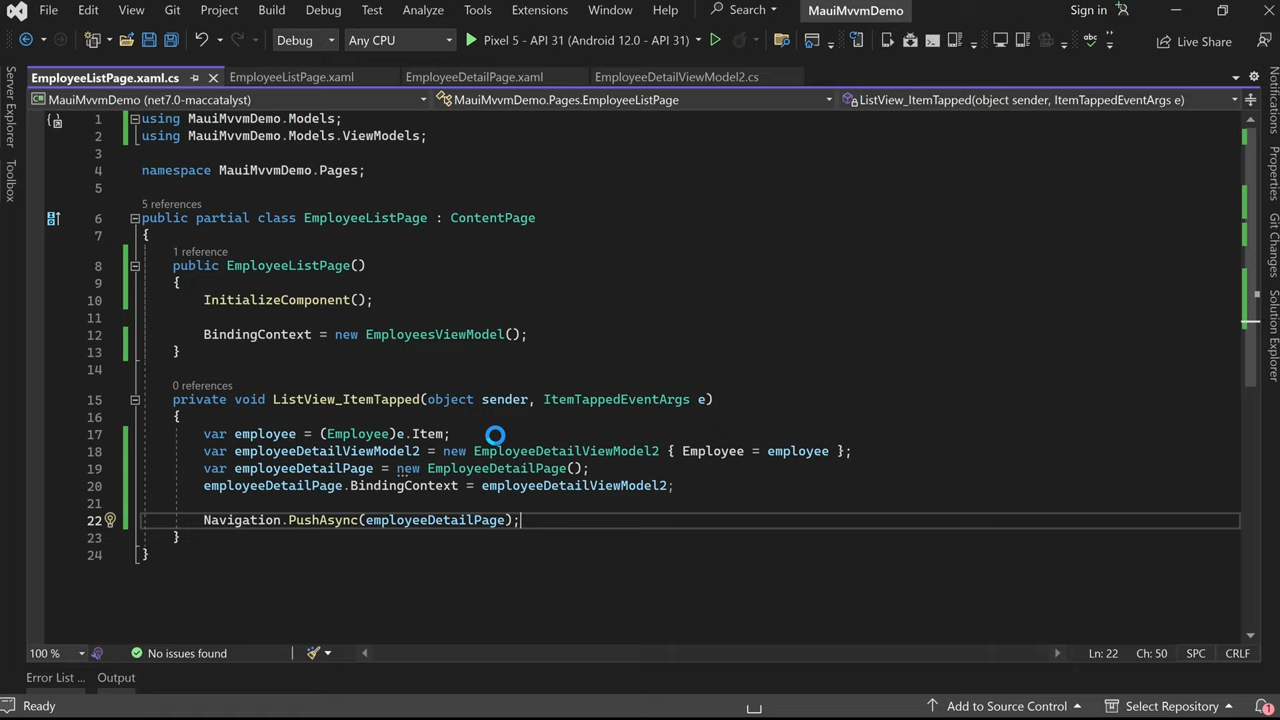 File Edit View Git Project Build Debug Test Analyze Tools Extensions Window Help Search MauiMvvmDemo Sign in
Debug Any CPU Pixel 5 - API 31 (Android 12.0 - API 31) Live Share
EmployeeListPage.xaml.cs EmployeeListPage.xaml EmployeeDetailPage.xaml EmployeeDetailViewModel2.cs
MauiMvvmDemo (net7.0-maccatalyst) MauiMvvmDemo.Pages.EmployeeListPage ListView_ItemTapped(object sender, ItemTappedEventArgs e)
Server Explorer
Toolbox
1 using MauiMvvmDemo.Models;
2 using MauiMvvmDemo.Models.ViewModels;
3
4 namespace MauiMvvmDemo.Pages;
5
5 references
6 public partial class EmployeeListPage : ContentPage
7 {
1 reference
8 public EmployeeListPage()
9 {
10 InitializeComponent();
11
12 BindingContext = new EmployeesViewModel();
13 }
14
0 references
15 private void ListView_ItemTapped(object sender, ItemTappedEventArgs e)
16 {
17 var employee = (Employee)e.Item;
18 var employeeDetailViewModel2 = new EmployeeDetailViewModel2 { Employee = employee };
19 var employeeDetailPage = new EmployeeDetailPage();
20 employeeDetailPage.BindingContext = employeeDetailViewModel2;
21
22 Navigation.PushAsync(employeeDetailPage);
23 }
24 }
Notifications
Properties
Git Changes
Solution Explorer
100 % No issues found Ln: 22 Ch: 50 SPC CRLF
Error List ... Output
Ready Add to Source Control Select Repository 1